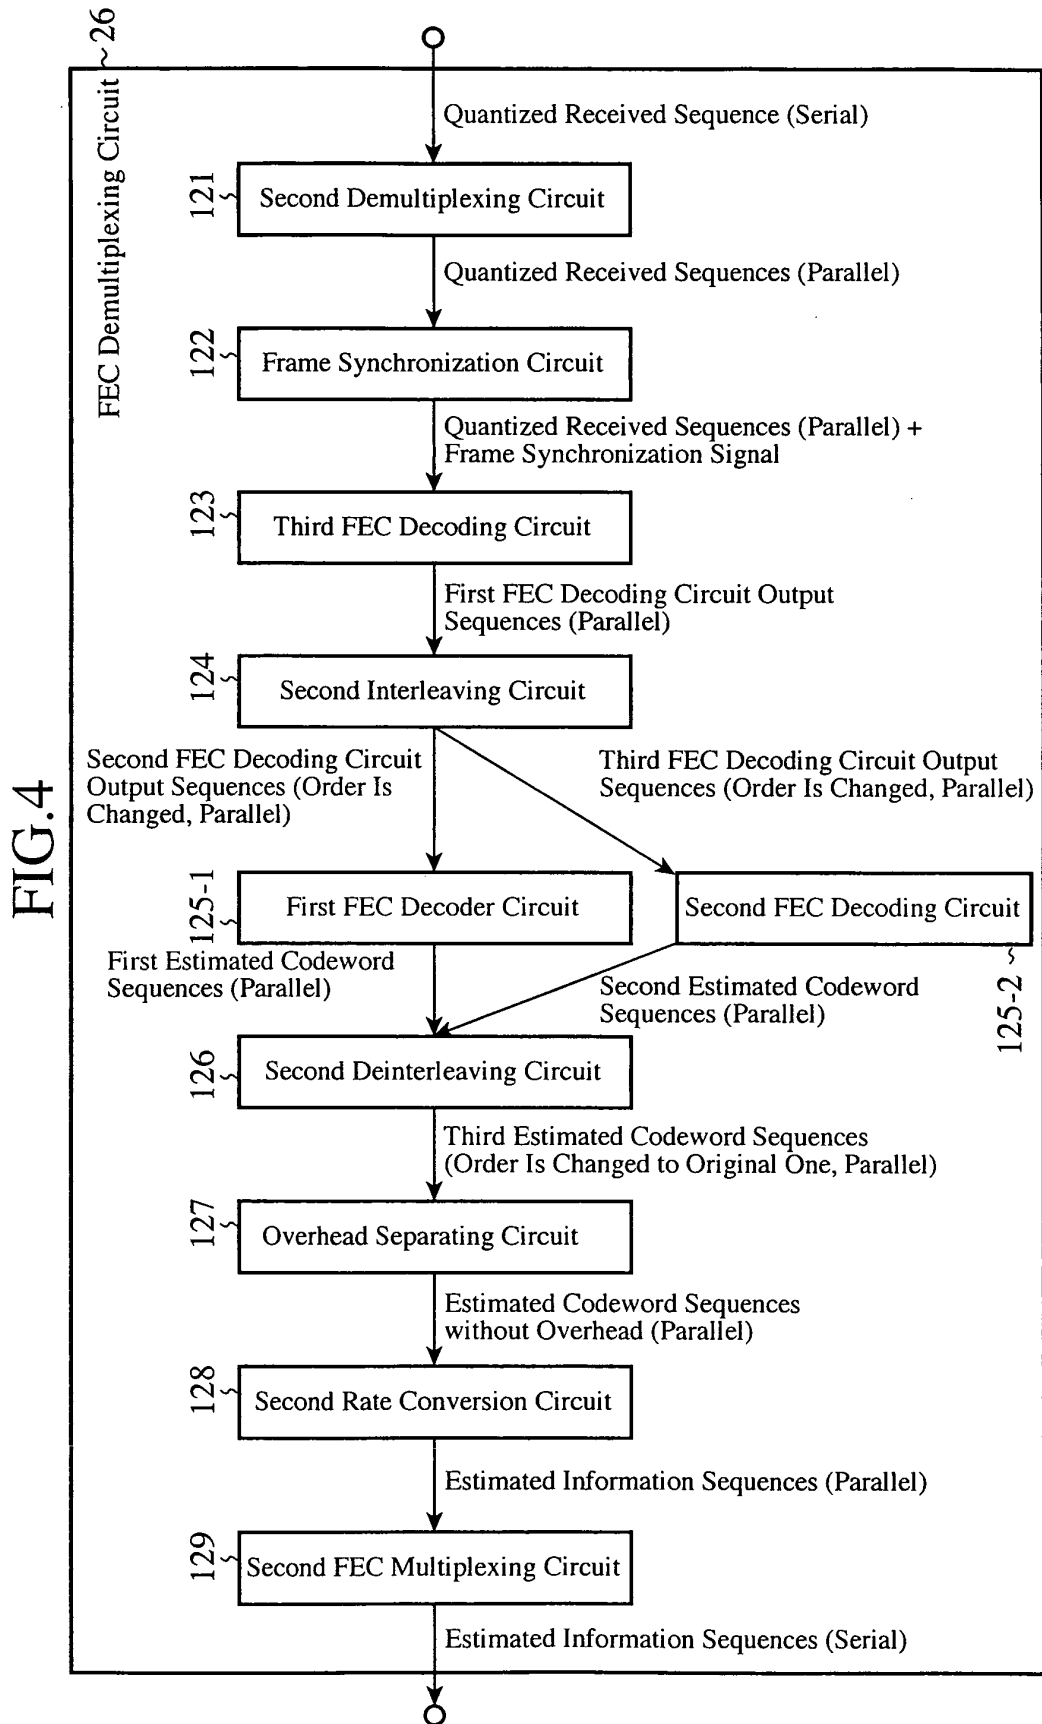 FIG.4
FEC Demultiplexing Circuit ~26
Quantized Received Sequence (Serial)
121
Second Demultiplexing Circuit
Quantized Received Sequences (Parallel)
122
Frame Synchronization Circuit
Quantized Received Sequences (Parallel) +
Frame Synchronization Signal
123
Third FEC Decoding Circuit
First FEC Decoding Circuit Output
Sequences (Parallel)
124
Second Interleaving Circuit
Second FEC Decoding Circuit
Output Sequences (Order Is
Changed, Parallel)
Third FEC Decoding Circuit Output
Sequences (Order Is Changed, Parallel)
125-1
First FEC Decoder Circuit
Second FEC Decoding Circuit
125-2
First Estimated Codeword
Sequences (Parallel)
Second Estimated Codeword
Sequences (Parallel)
126
Second Deinterleaving Circuit
Third Estimated Codeword Sequences
(Order Is Changed to Original One, Parallel)
127
Overhead Separating Circuit
Estimated Codeword Sequences
without Overhead (Parallel)
128
Second Rate Conversion Circuit
Estimated Information Sequences (Parallel)
129
Second FEC Multiplexing Circuit
Estimated Information Sequences (Serial)